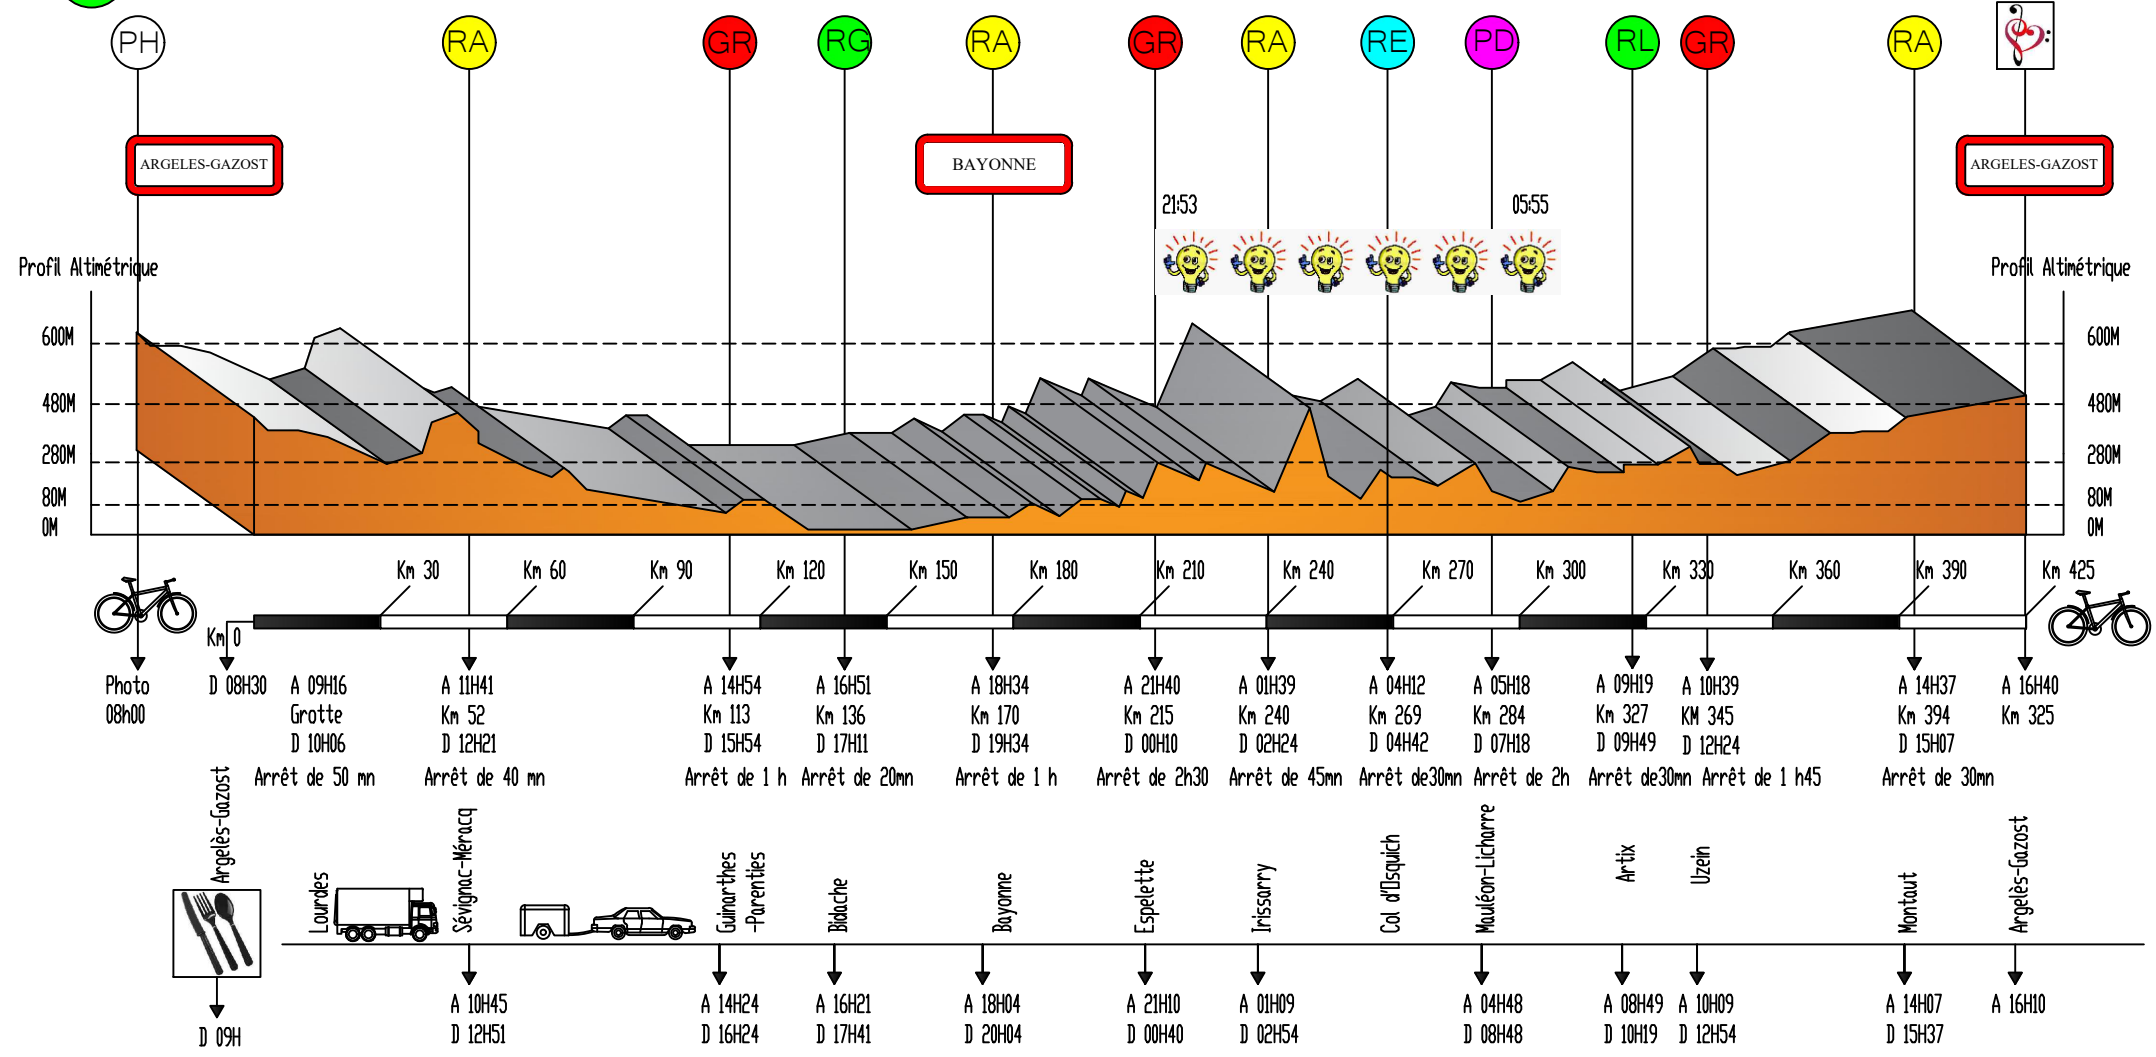 PH RA GR RG RA GR RA RE PD RL GR RA
ARGELES-GAZOST BAYONNE ARGELES-GAZOST
21:53 05:55
Profil Altimétrique Profil Altimétrique
600M 600M
480M 480M
280M 280M
80M 80M
0M 0M
Km 30 Km 60 Km 90 Km 120 Km 150 Km 180 Km 210 Km 240 Km 270 Km 300 Km 330 Km 360 Km 390 Km 425
Km 0
Photo D 08H30 A 09H16 A 11H41 A 14H54 A 16H51 A 18H34 A 21H40 A 01H39 A 04H12 A 05H18 A 09H19 A 10H39 A 14H37 A 16H40
08h00 Grotte Km 52 Km 113 Km 136 Km 170 Km 215 Km 240 Km 269 Km 284 Km 327 KM 345 Km 394 Km 325
D 10H06 D 12H21 D 15H54 D 17H11 D 19H34 D 00H10 D 02H24 D 04H42 D 07H18 D 09H49 D 12H24 D 15H07
Arrêt de 50 mn Arrêt de 40 mn Arrêt de 1 h Arrêt de 20mn Arrêt de 1 h Arrêt de 2h30 Arrêt de 45mn Arrêt de30mn Arrêt de 2h Arrêt de30mn Arrêt de 1 h45 Arrêt de 30mn
Argelès-Gazost
Lourdes
Sévignac-Méracq
Guinarthes
-Parenties
Bidache
Bayonne
Espelette
Irissarry
Col d'Osquich
Mauléon-Licharre
Artix
Uzein
Montaut
Argelès-Gazost
A 10H45 A 14H24 A 16H21 A 18H04 A 21H10 A 01H09 A 04H48 A 08H49 A 10H09 A 14H07 A 16H10
D 09H D 12H51 D 16H24 D 17H41 D 20H04 D 00H40 D 02H54 D 08H48 D 10H19 D 12H54 D 15H37